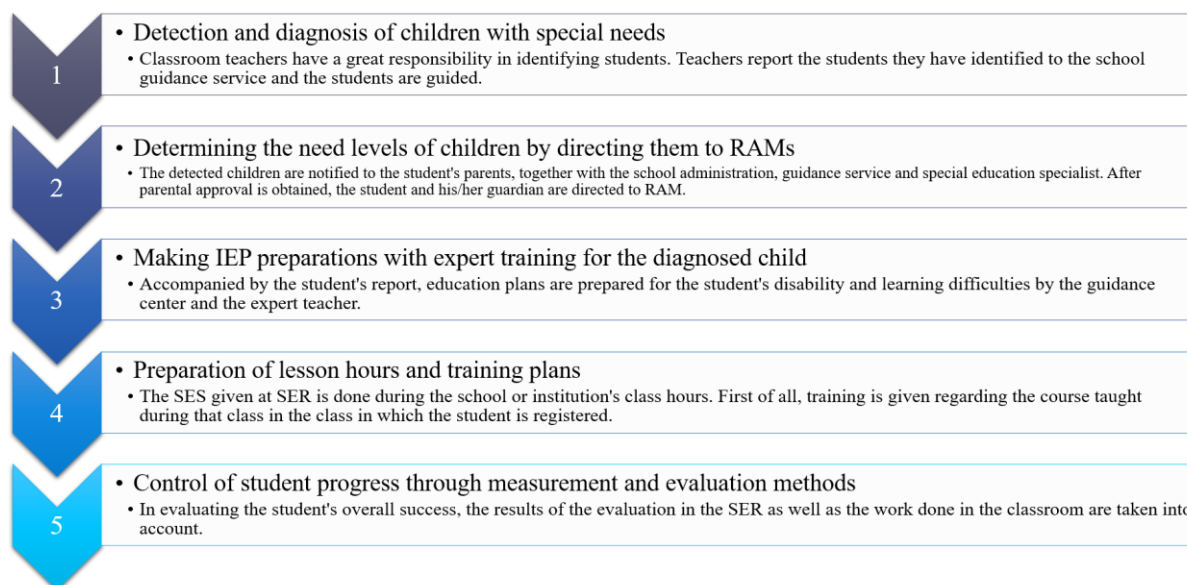 1
• Detection and diagnosis of children with special needs
• Classroom teachers have a great responsibility in identifying students. Teachers report the students they have identified to the school
guidance service and the students are guided.
2
• Determining the need levels of children by directing them to RAMs
• The detected children are notified to the student's parents, together with the school administration, guidance service and special education specialist. After
parental approval is obtained, the student and his/her guardian are directed to RAM.
3
• Making IEP preparations with expert training for the diagnosed child
• Accompanied by the student's report, education plans are prepared for the student's disability and learning difficulties by the guidance
center and the expert teacher.
4
• Preparation of lesson hours and training plans
• The SES given at SER is done during the school or institution's class hours. First of all, training is given regarding the course taught
during that class in the class in which the student is registered.
5
• Control of student progress through measurement and evaluation methods
• In evaluating the student's overall success, the results of the evaluation in the SER as well as the work done in the classroom are taken into
account.